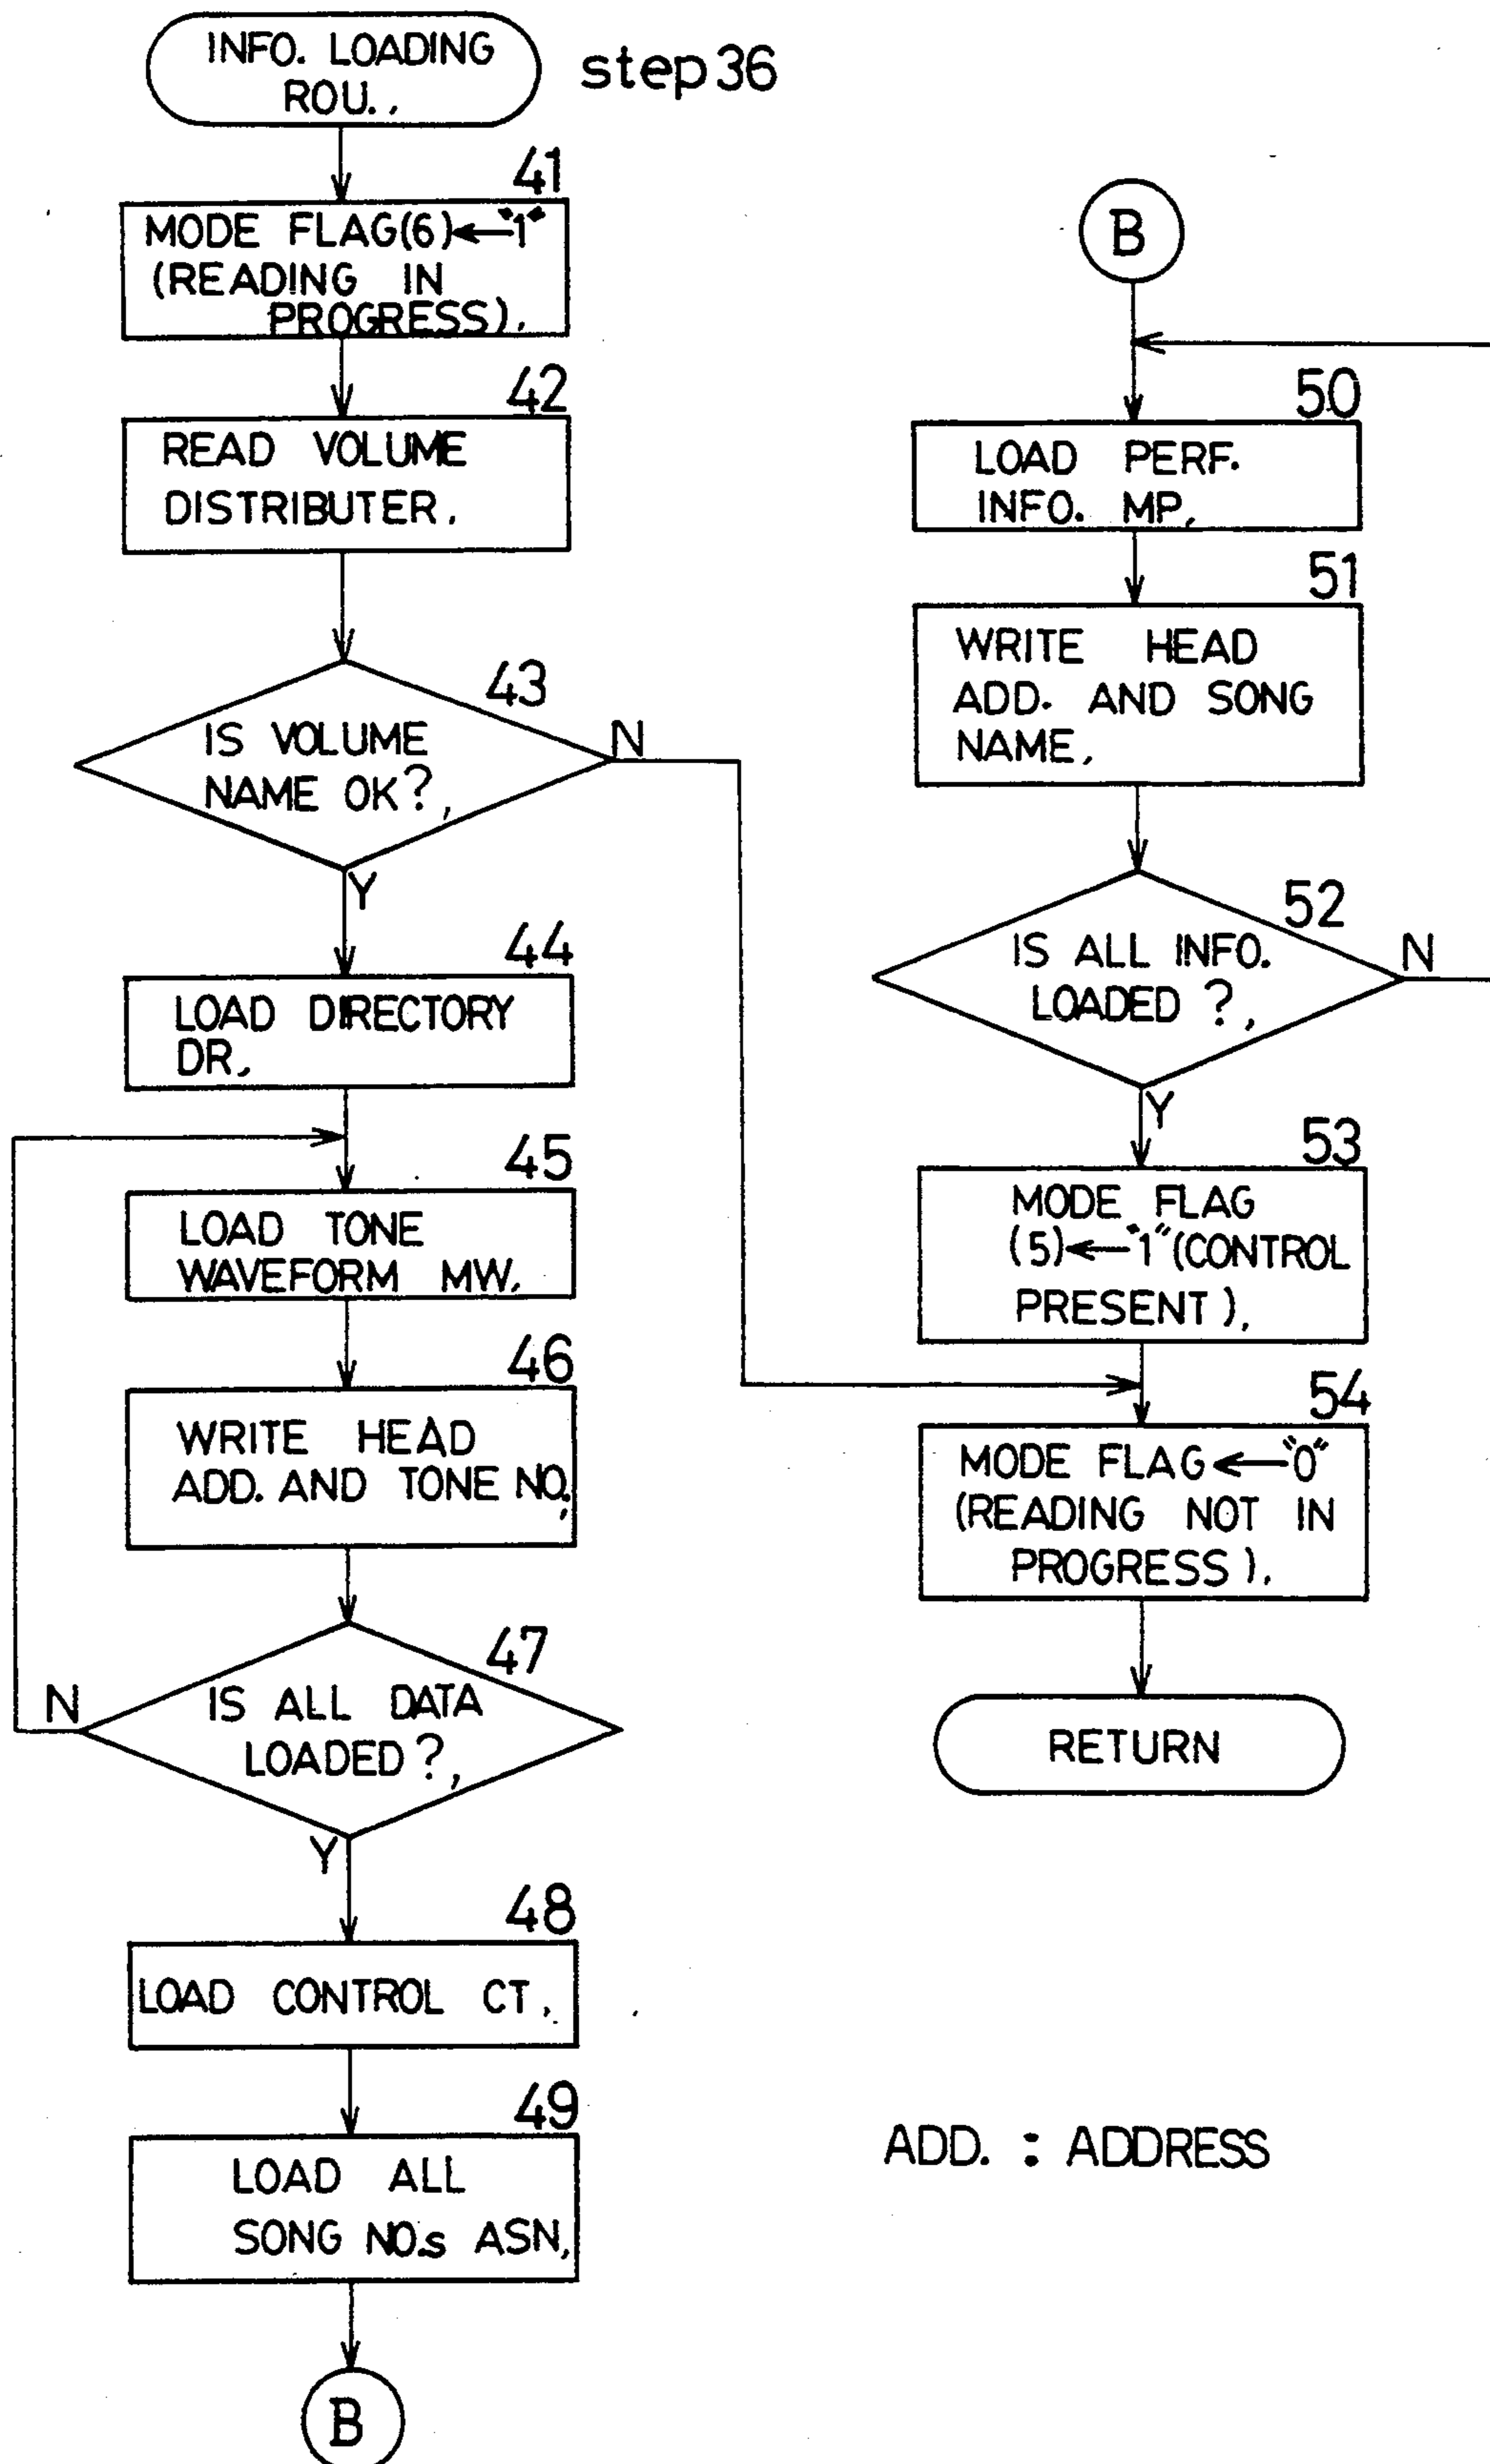 INFO. LOADING
ROU.,
step 36
41
MODE FLAG(6)←"1"
(READING IN
PROGRESS),
42
READ VOLUME
DISTRIBUTER,
43
IS VOLUME
NAME OK?,
N
Y
44
LOAD DIRECTORY
DR,
45
LOAD TONE
WAVEFORM MW,
46
WRITE HEAD
ADD. AND TONE NO.,
47
IS ALL DATA
LOADED?,
N
Y
48
LOAD CONTROL CT,
49
LOAD ALL
SONG NO.s ASN,
B
B
50
LOAD PERF.
INFO. MP,
51
WRITE HEAD
ADD. AND SONG
NAME,
52
IS ALL INFO.
LOADED ?,
N
Y
53
MODE FLAG
(5)←"1"(CONTROL
PRESENT),
54
MODE FLAG←"0"
(READING NOT IN
PROGRESS),
RETURN
ADD. : ADDRESS